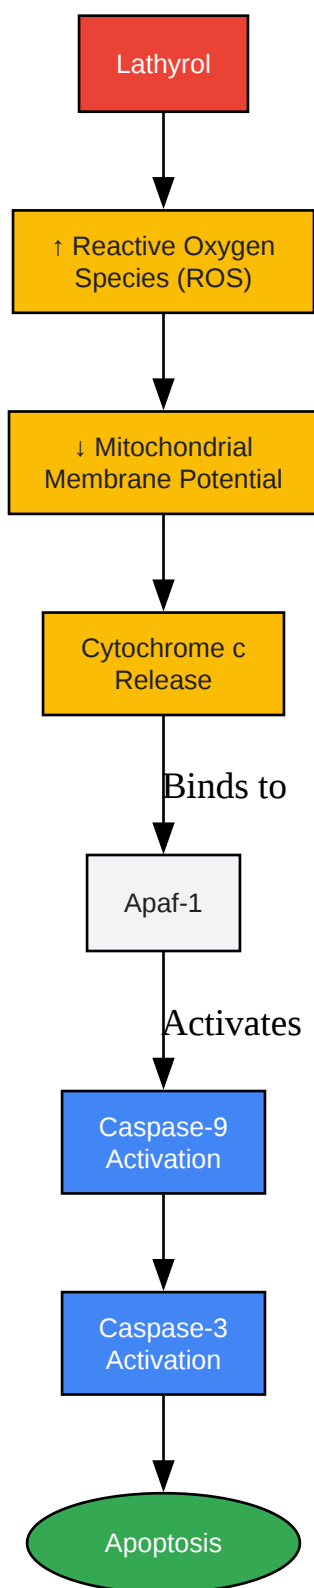 Lathyrol
↑ Reactive Oxygen
Species (ROS)
↓ Mitochondrial
Membrane Potential
Cytochrome c
Release
Binds to
Apaf-1
Activates
Caspase-9
Activation
Caspase-3
Activation
Apoptosis